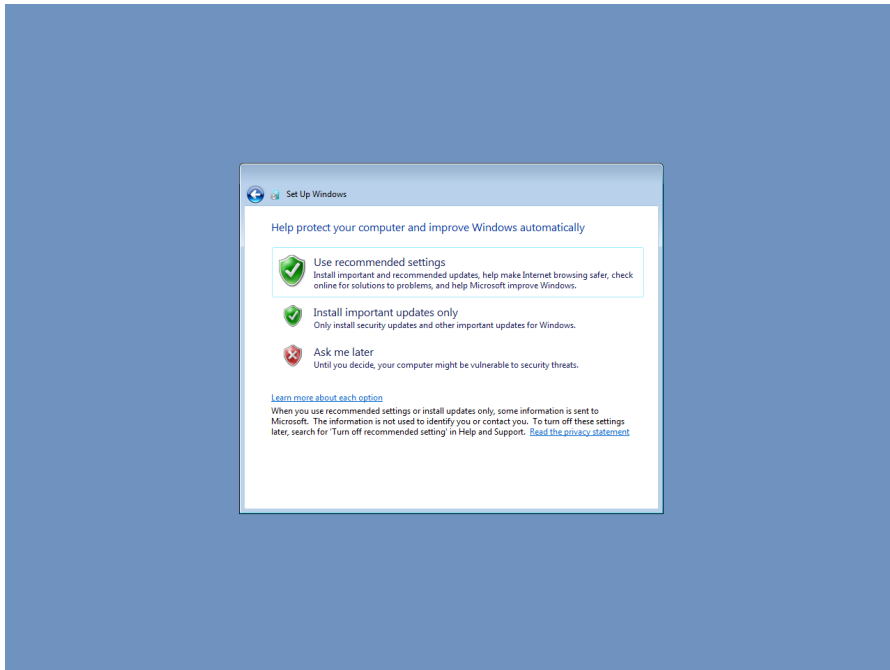 Set Up Windows
Help protect your computer and improve Windows automatically
Use recommended settings
Install important and recommended updates, help make Internet browsing safer, check
online for solutions to problems, and help Microsoft improve Windows.
Install important updates only
Only install security updates and other important updates for Windows.
Ask me later
Until you decide, your computer might be vulnerable to security threats.
Learn more about each option
When you use recommended settings or install updates only, some information is sent to
Microsoft. The information is not used to identify you or contact you. To turn off these settings
later, search for 'Turn off recommended setting' in Help and Support. Read the privacy statement